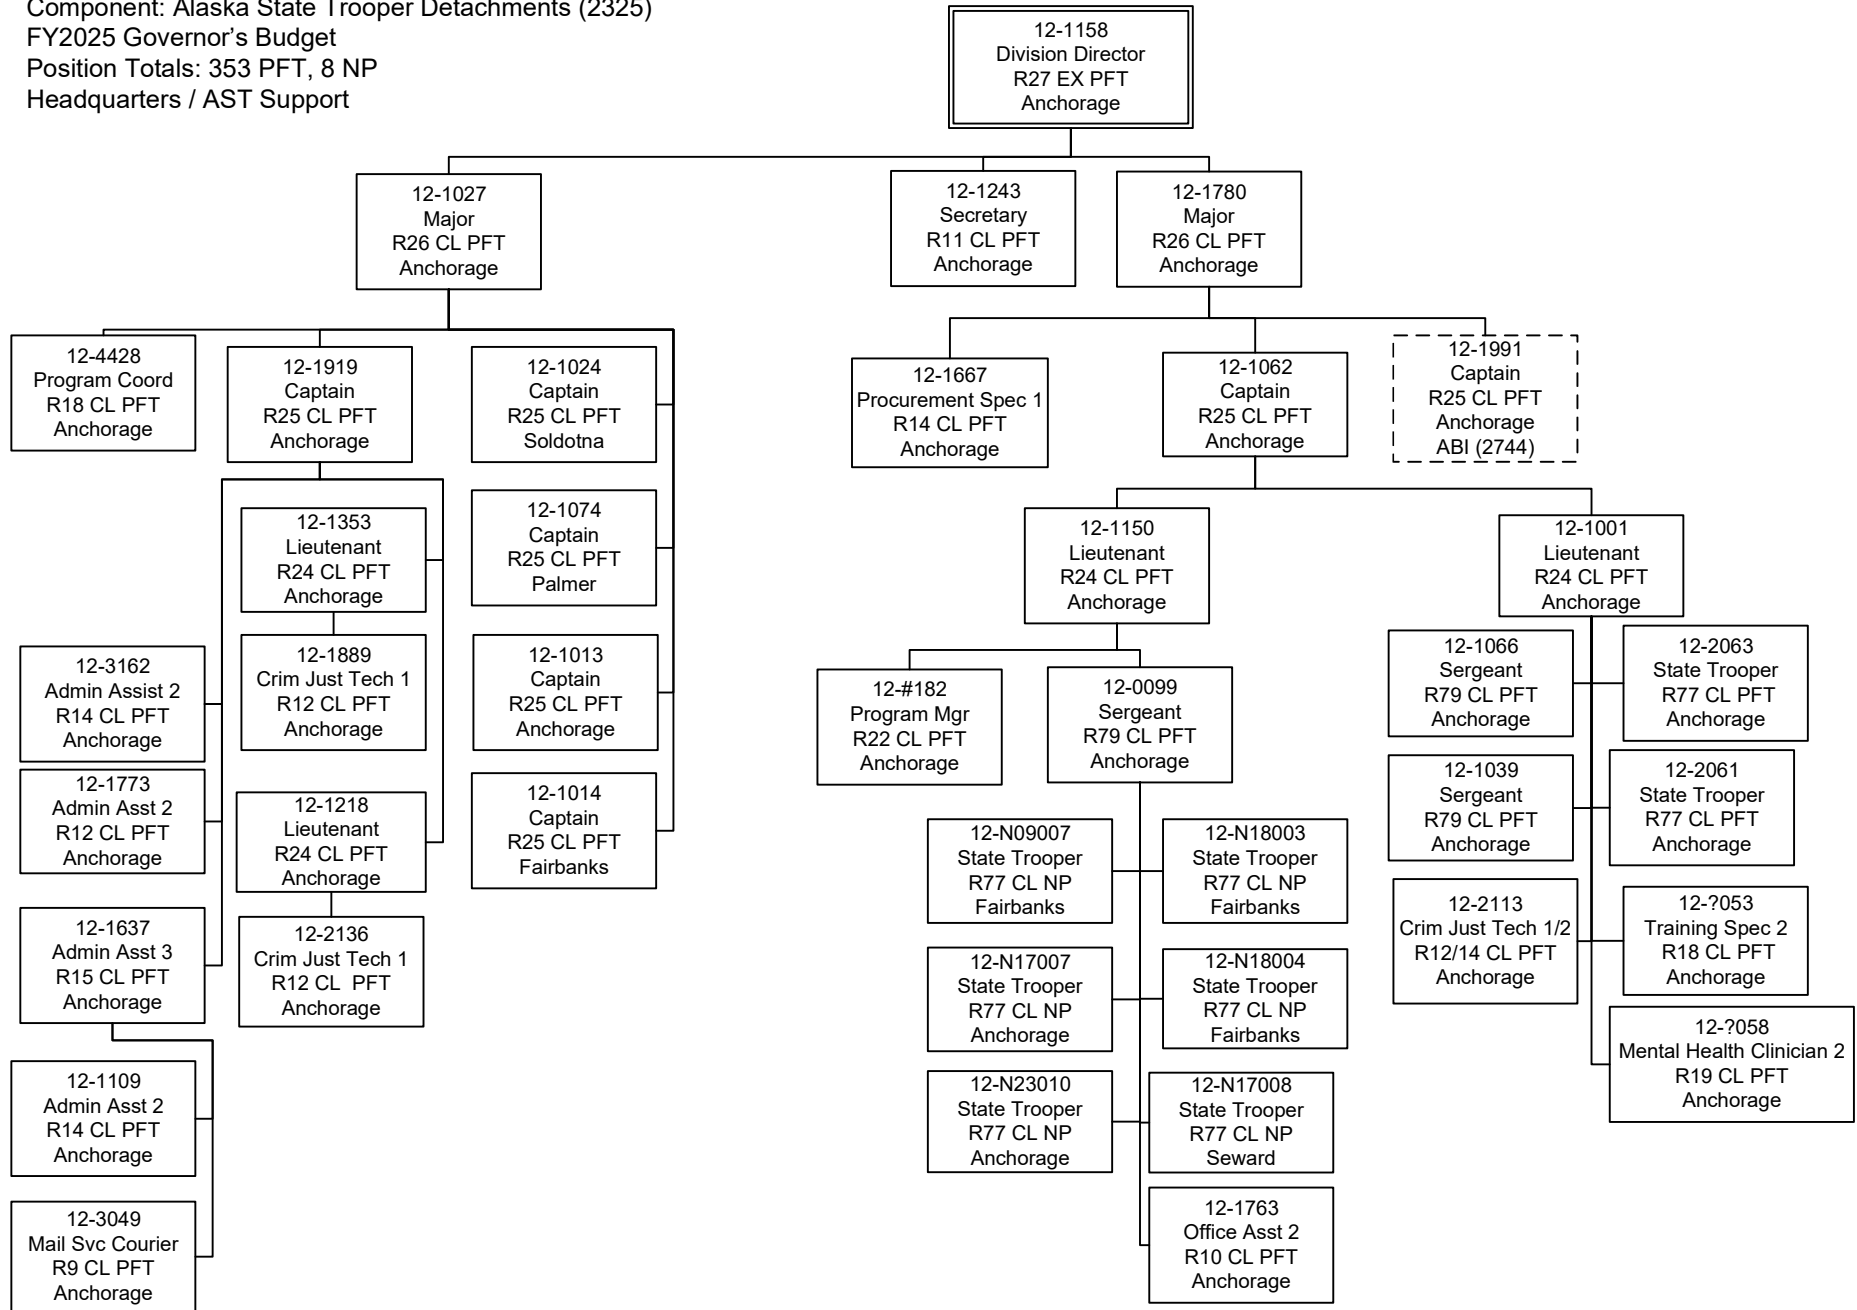 Component: Alaska State Trooper Detachments (2325)
FY2025 Governor's Budget
Position Totals: 353 PFT, 8 NP
Headquarters / AST Support
12-1158
Division Director
R27 EX PFT
Anchorage
12-1027
Major
R26 CL PFT
Anchorage
12-1243
Secretary
R11 CL PFT
Anchorage
12-1780
Major
R26 CL PFT
Anchorage
12-4428
Program Coord
R18 CL PFT
Anchorage
12-1919
Captain
R25 CL PFT
Anchorage
12-1024
Captain
R25 CL PFT
Soldotna
12-1667
Procurement Spec 1
R14 CL PFT
Anchorage
12-1062
Captain
R25 CL PFT
Anchorage
12-1991
Captain
R25 CL PFT
Anchorage
ABI (2744)
12-1353
Lieutenant
R24 CL PFT
Anchorage
12-1074
Captain
R25 CL PFT
Palmer
12-1150
Lieutenant
R24 CL PFT
Anchorage
12-1001
Lieutenant
R24 CL PFT
Anchorage
12-3162
Admin Assist 2
R14 CL PFT
Anchorage
12-1889
Crim Just Tech 1
R12 CL PFT
Anchorage
12-1013
Captain
R25 CL PFT
Anchorage
12-#182
Program Mgr
R22 CL PFT
Anchorage
12-0099
Sergeant
R79 CL PFT
Anchorage
12-1066
Sergeant
R79 CL PFT
Anchorage
12-2063
State Trooper
R77 CL PFT
Anchorage
12-1773
Admin Asst 2
R12 CL PFT
Anchorage
12-1218
Lieutenant
R24 CL PFT
Anchorage
12-1014
Captain
R25 CL PFT
Fairbanks
12-1039
Sergeant
R79 CL PFT
Anchorage
12-2061
State Trooper
R77 CL PFT
Anchorage
12-N09007
State Trooper
R77 CL NP
Fairbanks
12-N18003
State Trooper
R77 CL NP
Fairbanks
12-1637
Admin Asst 3
R15 CL PFT
Anchorage
12-2136
Crim Just Tech 1
R12 CL  PFT
Anchorage
12-2113
Crim Just Tech 1/2
R12/14 CL PFT
Anchorage
12-?053
Training Spec 2
R18 CL PFT
Anchorage
12-N17007
State Trooper
R77 CL NP
Anchorage
12-N18004
State Trooper
R77 CL NP
Fairbanks
12-?058
Mental Health Clinician 2
R19 CL PFT
Anchorage
12-1109
Admin Asst 2
R14 CL PFT
Anchorage
12-N23010
State Trooper
R77 CL NP
Anchorage
12-N17008
State Trooper
R77 CL NP
Seward
12-3049
Mail Svc Courier
R9 CL PFT
Anchorage
12-1763
Office Asst 2
R10 CL PFT
Anchorage